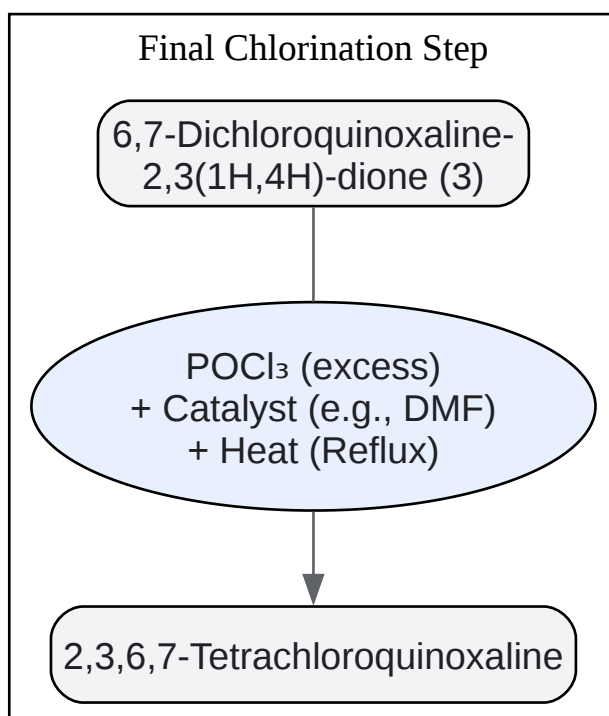 Final Chlorination Step
6,7-Dichloroquinoxaline-
2,3(1H,4H)-dione (3)
POCl₃ (excess)
+ Catalyst (e.g., DMF)
+ Heat (Reflux)
2,3,6,7-Tetrachloroquinoxaline